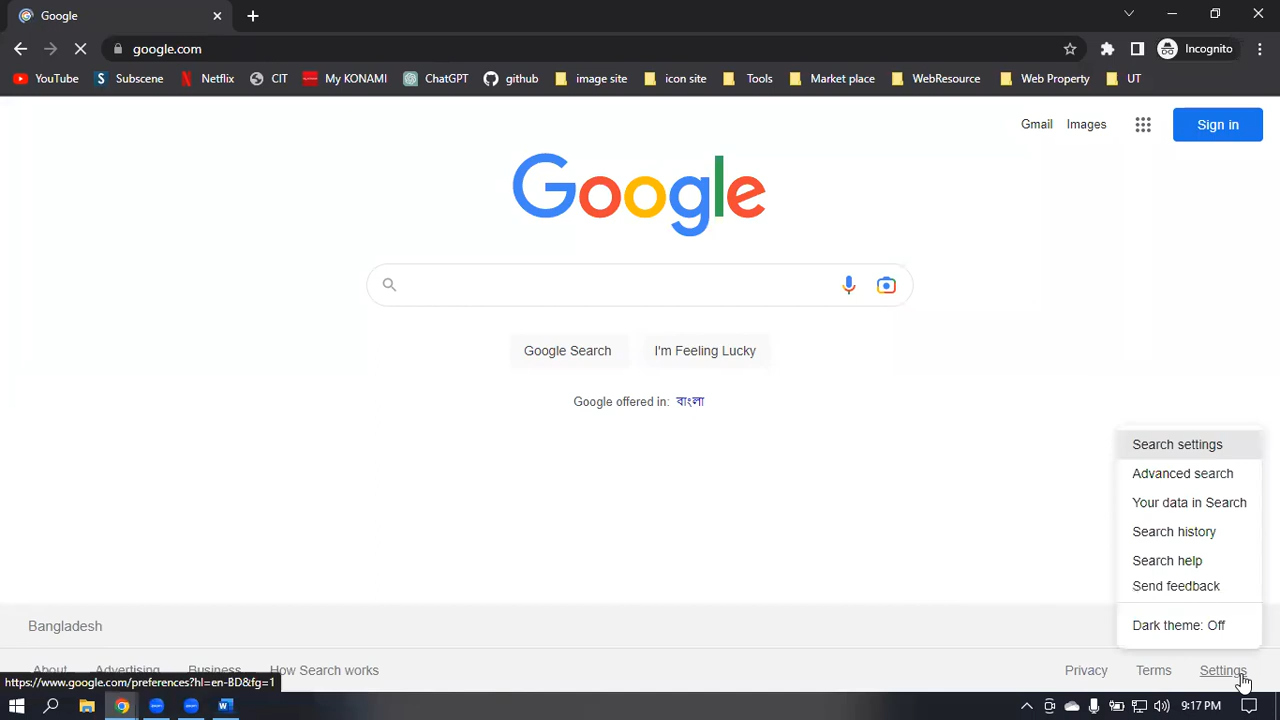 Google
google.com
Incognito
YouTube
Subscene
Netflix
CIT
My KONAMI
ChatGPT
github
image site
icon site
Tools
Market place
WebResource
Web Property
UT
Gmail
Images
Sign in
Google
Google Search
I'm Feeling Lucky
Google offered in: বাংলা
Search settings
Advanced search
Your data in Search
Search history
Search help
Send feedback
Dark theme: Off
Bangladesh
About
Advertising
Business
How Search works
Privacy
Terms
Settings
https://www.google.com/preferences?hl=en-BD&fg=1
9:17 PM